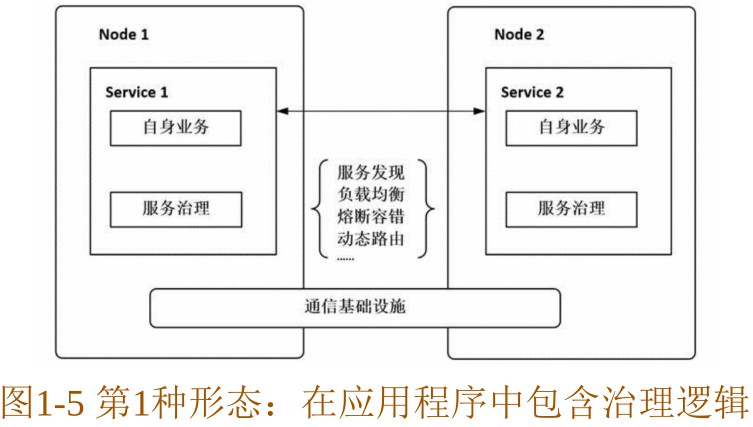 Node 1
Service 1
自身业务
服务治理
Node 2
Service 2
自身业务
服务治理
服务发现
负载均衡
熔断容错
动态路由
......
通信基础设施
图1-5 第1种形态：在应用程序中包含治理逻辑